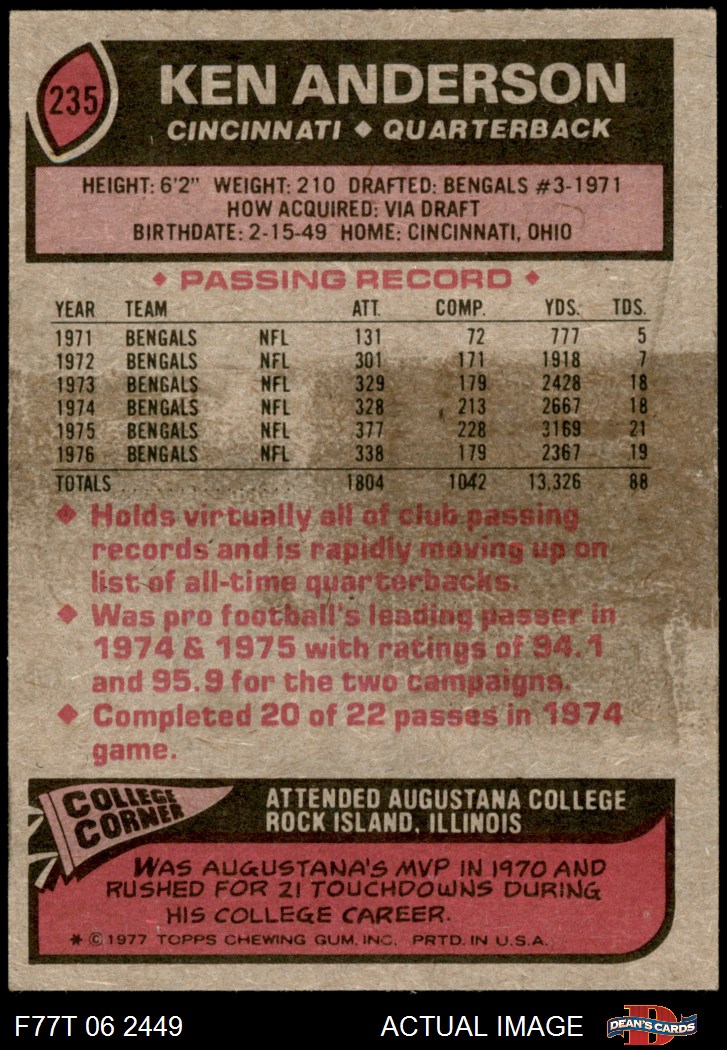 235
KEN ANDERSON
CINCINNATI ◆ QUARTERBACK
HEIGHT: 6'2" WEIGHT: 210 DRAFTED: BENGALS #3-1971
HOW ACQUIRED: VIA DRAFT
BIRTHDATE: 2-15-49 HOME: CINCINNATI, OHIO
◆ PASSING RECORD ◆
YEAR TEAM ATT. COMP. YDS. TDS.
1971 BENGALS NFL 131 72 777 5
1972 BENGALS NFL 301 171 1918 7
1973 BENGALS NFL 329 179 2428 18
1974 BENGALS NFL 328 213 2667 18
1975 BENGALS NFL 377 228 3169 21
1976 BENGALS NFL 338 179 2367 19
TOTALS 1804 1042 13,326 88
◆ Holds virtually all of club passing
records and is rapidly moving up on
list of all-time quarterbacks.
◆ Was pro football's leading passer in
1974 & 1975 with ratings of 94.1
and 95.9 for the two campaigns.
◆ Completed 20 of 22 passes in 1974
game.
COLLEGE
CORNER
ATTENDED AUGUSTANA COLLEGE
ROCK ISLAND, ILLINOIS
WAS AUGUSTANA'S MVP IN 1970 AND
RUSHED FOR 21 TOUCHDOWNS DURING
HIS COLLEGE CAREER.
* © 1977 TOPPS CHEWING GUM, INC. PRTD. IN U.S.A.
F77T 06 2449 ACTUAL IMAGE
D
DEAN'S CARDS